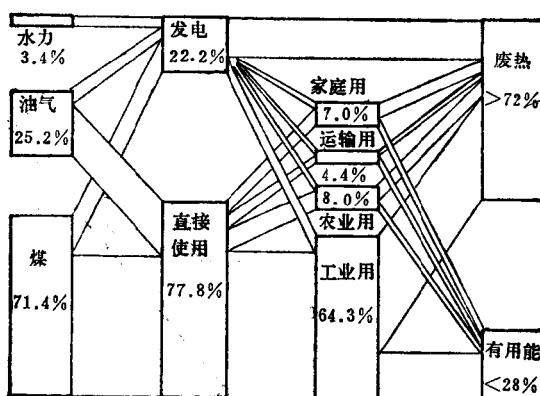 水力
3.4%
油气
25.2%
煤
71.4%
发电
22.2%
直接
使用
77.8%
家庭用
7.0%
运输用
4.4%
8.0%
农业用
工业用
64.3%
废热
>72%
有用能
<28%